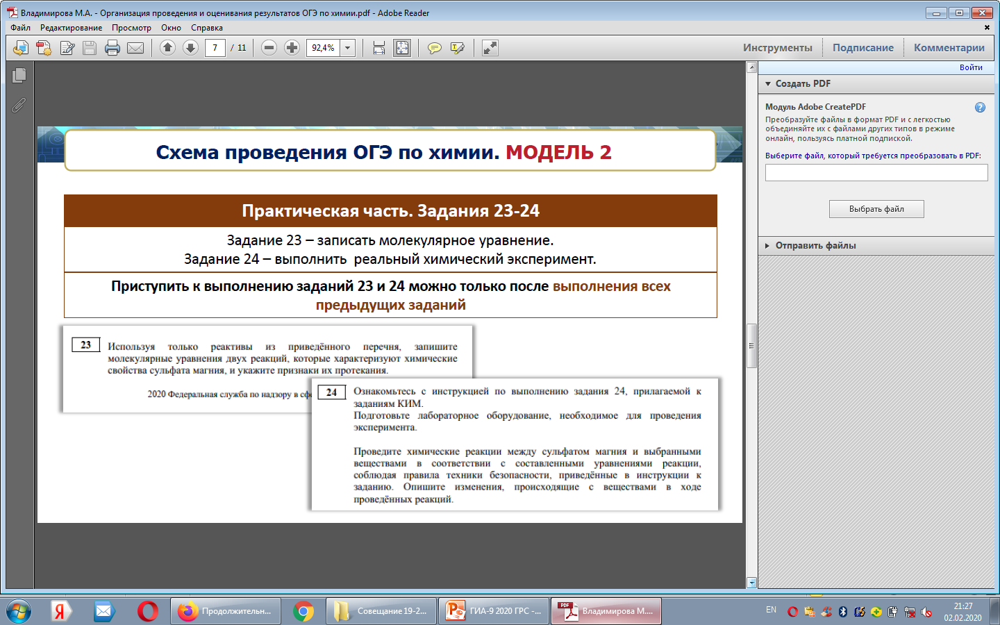 Владимирова М.А. - Организация проведения и оценивания результатов ОГЭ по химии.pdf - Adobe Reader
Файл Редактирование Просмотр Окно Справка
7 / 11 92,4% Инструменты Подписание Комментарии
Войти
Создать PDF
Модуль Adobe CreatePDF
Преобразуйте файлы в формат PDF и с легкостью
объединяйте их с файлами других типов в режиме
онлайн, пользуясь платной подпиской.
Выберите файл, который требуется преобразовать в PDF:
Выбрать файл
Отправить файлы
Схема проведения ОГЭ по химии. МОДЕЛЬ 2
Практическая часть. Задания 23-24
Задание 23 – записать молекулярное уравнение.
Задание 24 – выполнить реальный химический эксперимент.
Приступить к выполнению заданий 23 и 24 можно только после выполнения всех
предыдущих заданий
23 Используя только реактивы из приведённого перечня, запишите
молекулярные уравнения двух реакций, которые характеризуют химические
свойства сульфата магния, и укажите признаки их протекания.
2020 Федеральная служба по надзору в
24 Ознакомьтесь с инструкцией по выполнению задания 24, прилагаемой к
заданиям КИМ.
Подготовьте лабораторное оборудование, необходимое для проведения
эксперимента.
Проведите химические реакции между сульфатом магния и выбранными
веществами в соответствии с составленными уравнениями реакции,
соблюдая правила техники безопасности, приведённые в инструкции к
заданию. Опишите изменения, происходящие с веществами в ходе
проведённых реакций.
Продолжительн... Совещание 19-2... ГИА-9 2020 ГРС -... Владимирова М....
EN
21:27
02.02.2020